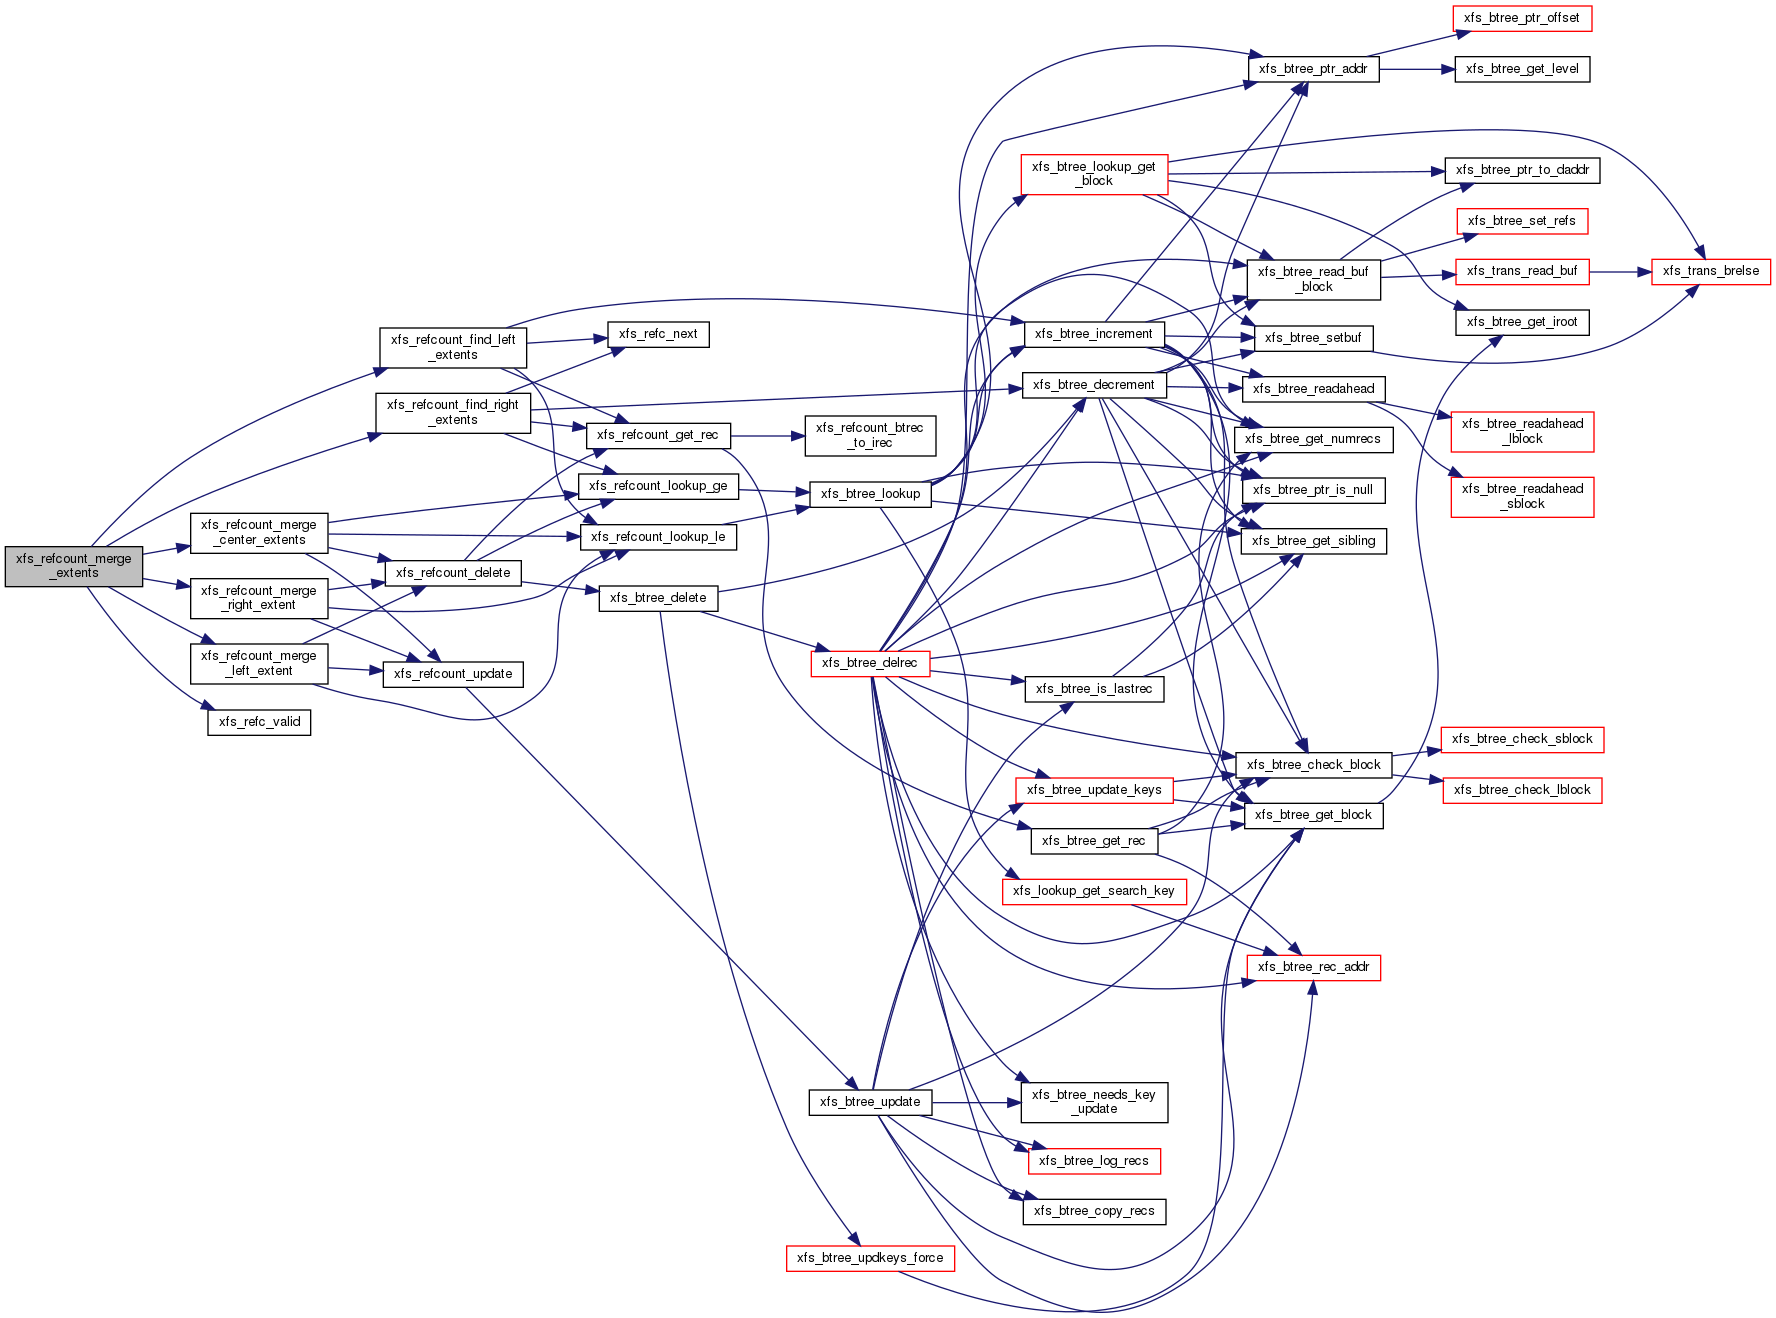 xfs_refcount_merge
_extents
xfs_refcount_find_left
_extents
xfs_refcount_find_right
_extents
xfs_refcount_merge
_center_extents
xfs_refcount_merge
_right_extent
xfs_refcount_merge
_left_extent
xfs_refc_valid
xfs_refcount_delete
xfs_refcount_update
xfs_refc_next
xfs_refcount_get_rec
xfs_refcount_lookup_ge
xfs_refcount_lookup_le
xfs_btree_delete
xfs_refcount_btrec
_to_irec
xfs_btree_lookup
xfs_btree_delrec
xfs_btree_update
xfs_btree_updkeys_force
xfs_btree_lookup_get
_block
xfs_btree_increment
xfs_btree_decrement
xfs_btree_is_lastrec
xfs_btree_update_keys
xfs_btree_get_rec
xfs_lookup_get_search_key
xfs_btree_needs_key
_update
xfs_btree_log_recs
xfs_btree_copy_recs
xfs_btree_ptr_addr
xfs_btree_read_buf
_block
xfs_btree_setbuf
xfs_btree_readahead
xfs_btree_get_numrecs
xfs_btree_ptr_is_null
xfs_btree_get_sibling
xfs_btree_check_block
xfs_btree_get_block
xfs_btree_rec_addr
xfs_btree_ptr_offset
xfs_btree_get_level
xfs_btree_ptr_to_daddr
xfs_btree_set_refs
xfs_trans_read_buf
xfs_btree_get_iroot
xfs_btree_readahead
_lblock
xfs_btree_readahead
_sblock
xfs_btree_check_sblock
xfs_btree_check_lblock
xfs_trans_brelse